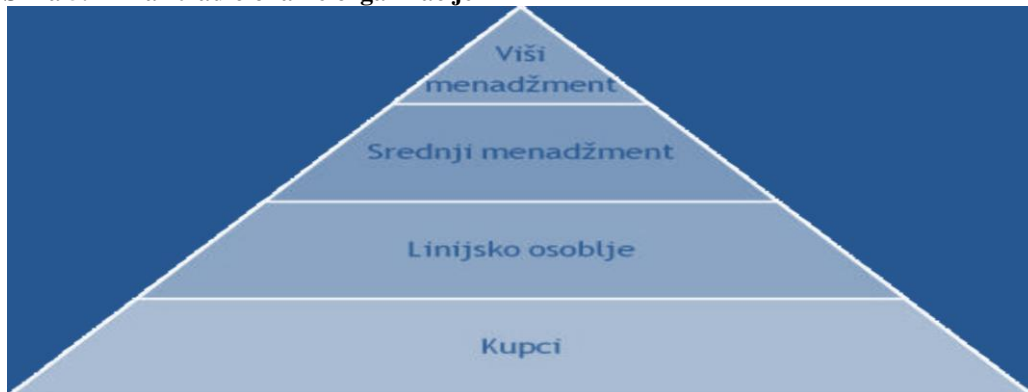 Viši
menadžment
Srednji menadžment
Linijsko osoblje
Kupci